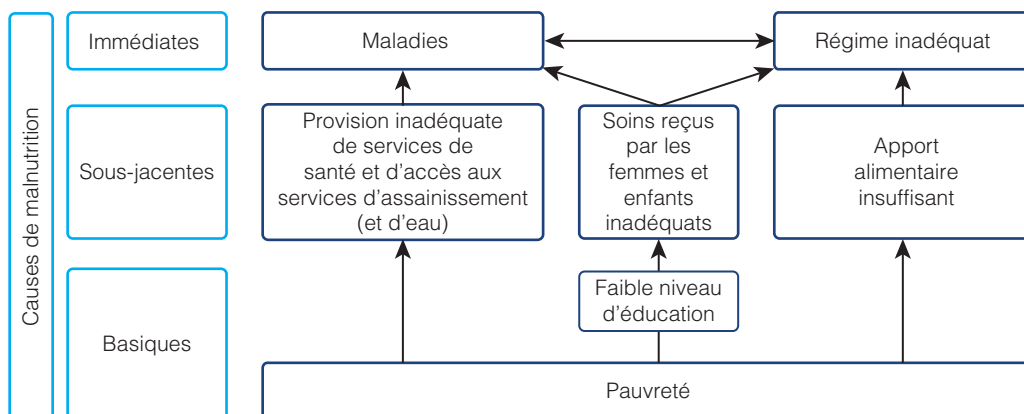 Causes de malnutrition
Immédiates
Maladies
Régime inadéquat
Sous-jacentes
Provision inadéquate
de services de
santé et d'accès aux
services d'assainissement
(et d'eau)
Soins reçus
par les
femmes et
enfants
inadéquats
Apport
alimentaire
insuffisant
Basiques
Faible niveau
d'éducation
Pauvreté